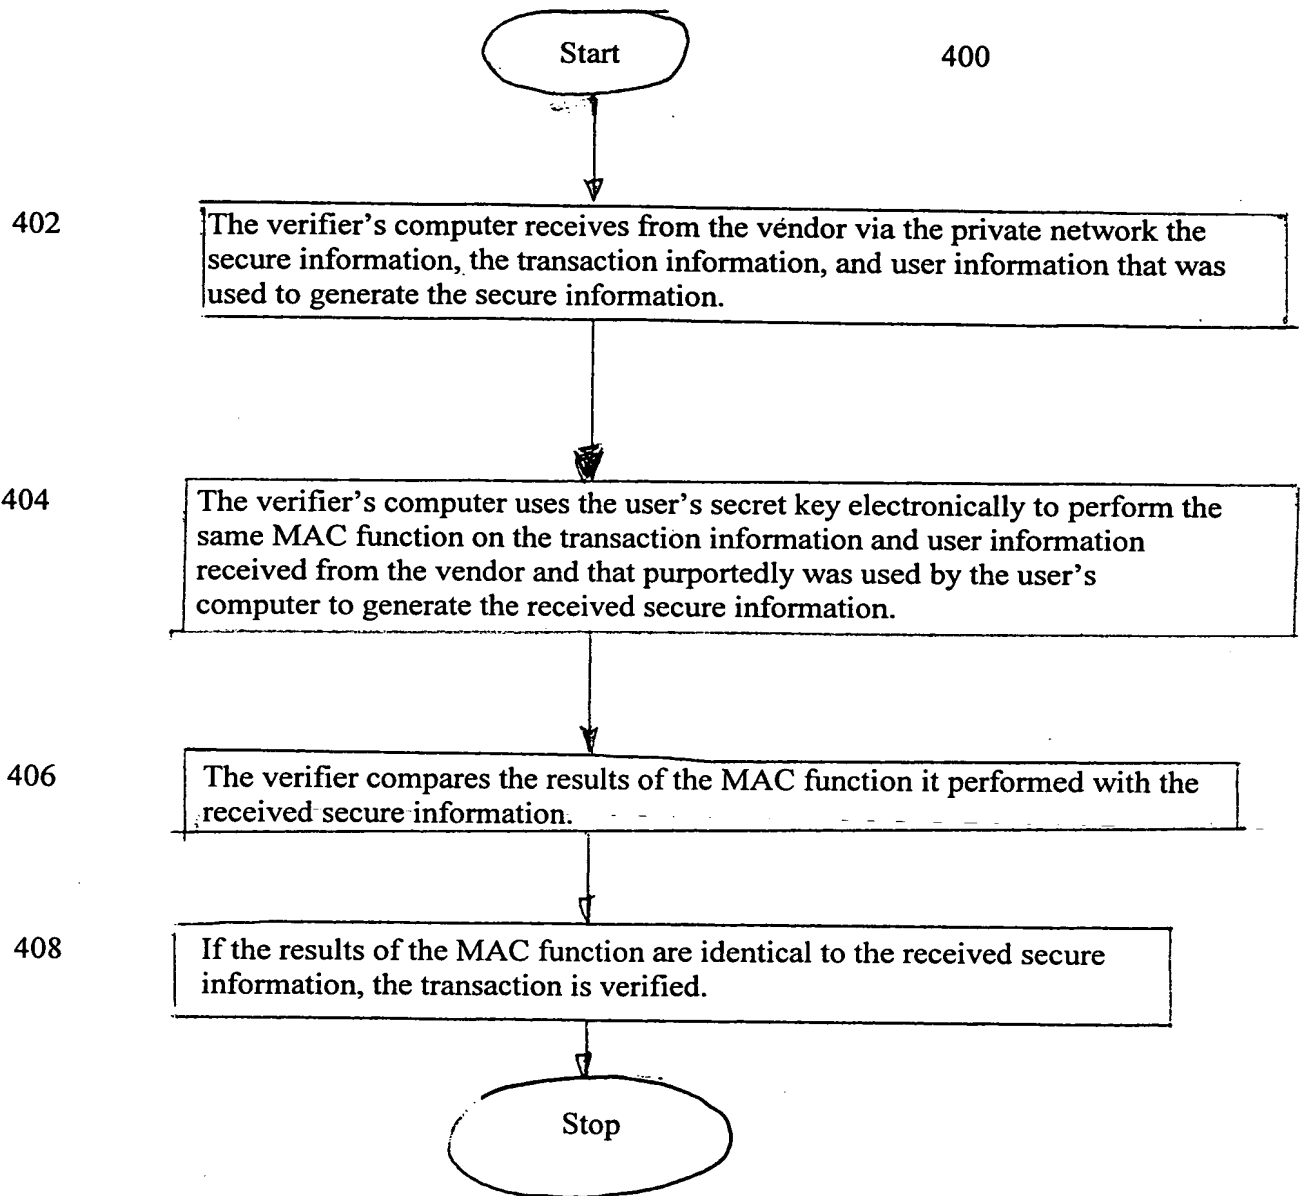 Start
400
402
The verifier's computer receives from the vendor via the private network the
secure information, the transaction information, and user information that was
used to generate the secure information.
404
The verifier's computer uses the user's secret key electronically to perform the
same MAC function on the transaction information and user information
received from the vendor and that purportedly was used by the user's
computer to generate the received secure information.
406
The verifier compares the results of the MAC function it performed with the
received secure information.
408
If the results of the MAC function are identical to the received secure
information, the transaction is verified.
Stop